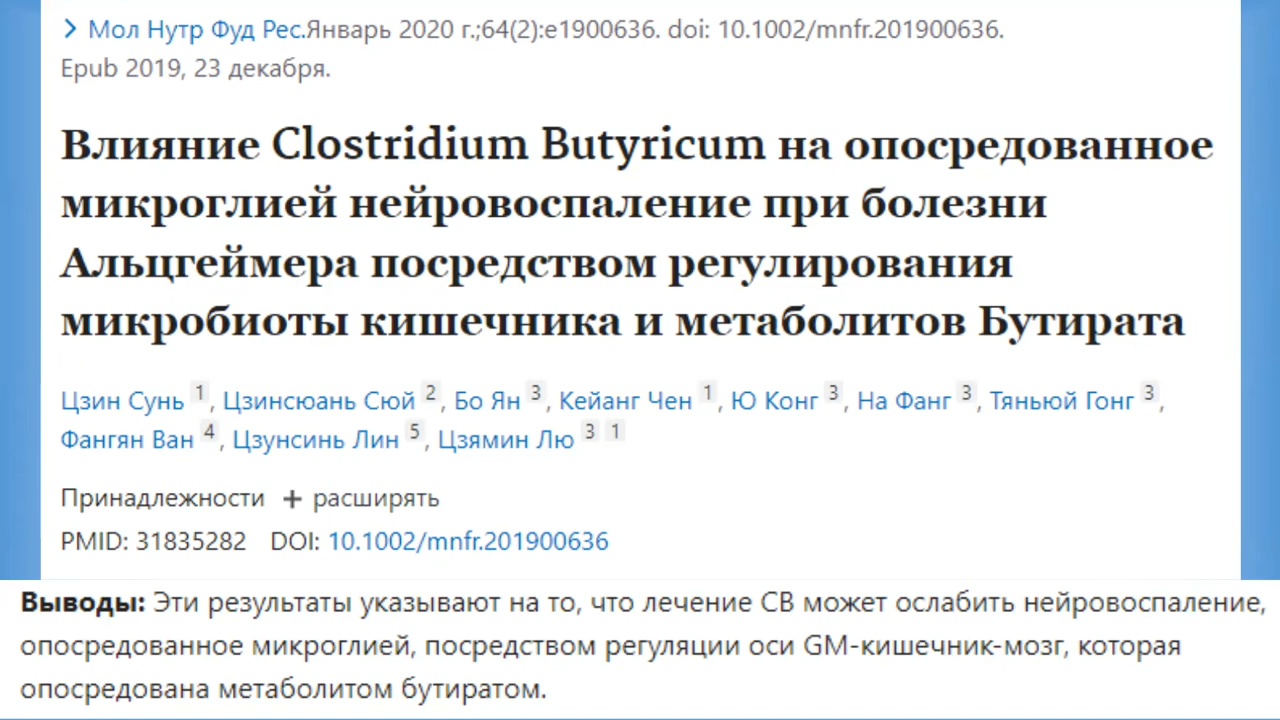 Мол Нутр Фуд Рес.Январь 2020 г.;64(2):e1900636. doi: 10.1002/mnfr.201900636.
Epub 2019, 23 декабря.
Влияние Clostridium Butyricum на опосредованное
микроглией нейровоспаление при болезни
Альцгеймера посредством регулирования
микробиоты кишечника и метаболитов Бутирата
Цзин Сунь 1, Цзинсюань Сюй 2, Бо Ян 3, Кейанг Чен 1, Ю Конг 3, На Фанг 3, Тяньюй Гонг 3,
Фангян Ван 4, Цзунсинь Лин 5, Цзямин Лю 3 1
Принадлежности + расширять
PMID: 31835282 DOI: 10.1002/mnfr.201900636
Выводы: Эти результаты указывают на то, что лечение CB может ослабить нейровоспаление,
опосредованное микроглией, посредством регуляции оси GM-кишечник-мозг, которая
опосредована метаболитом бутиратом.